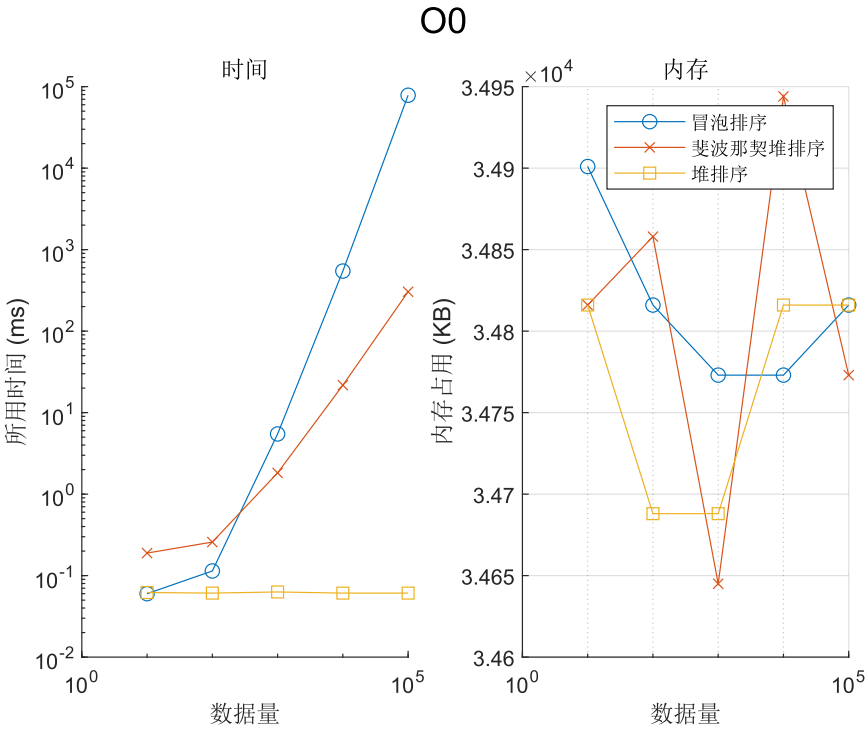 O0
时间
10^5
10^4
10^3
10^2
10^1
10^0
10^-1
10^-2
10^0
10^5
所用时间 (ms)
数据量
内存
×10^4
3.495
3.49
3.485
3.48
3.475
3.47
3.465
3.46
10^0
10^5
内存占用 (KB)
数据量
冒泡排序
斐波那契堆排序
堆排序